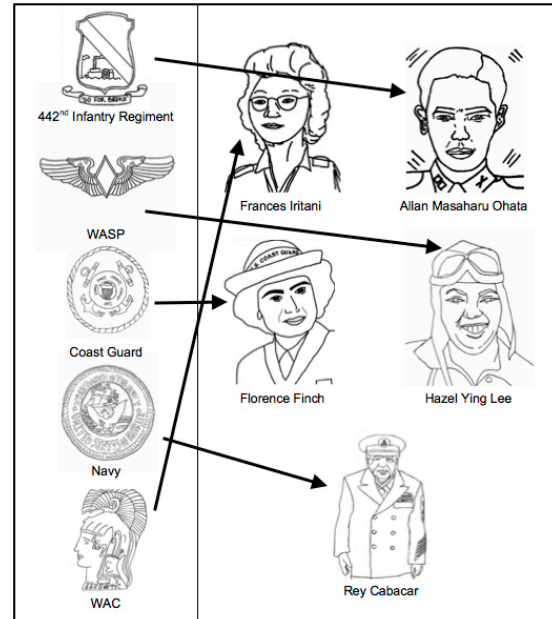 GO FOR BROKE
442nd Infantry Regiment
WASP
Coast Guard
Navy
WAC
Frances Iritani
Allan Masaharu Ohata
COAST GUARD
Florence Finch
Hazel Ying Lee
Rey Cabacar